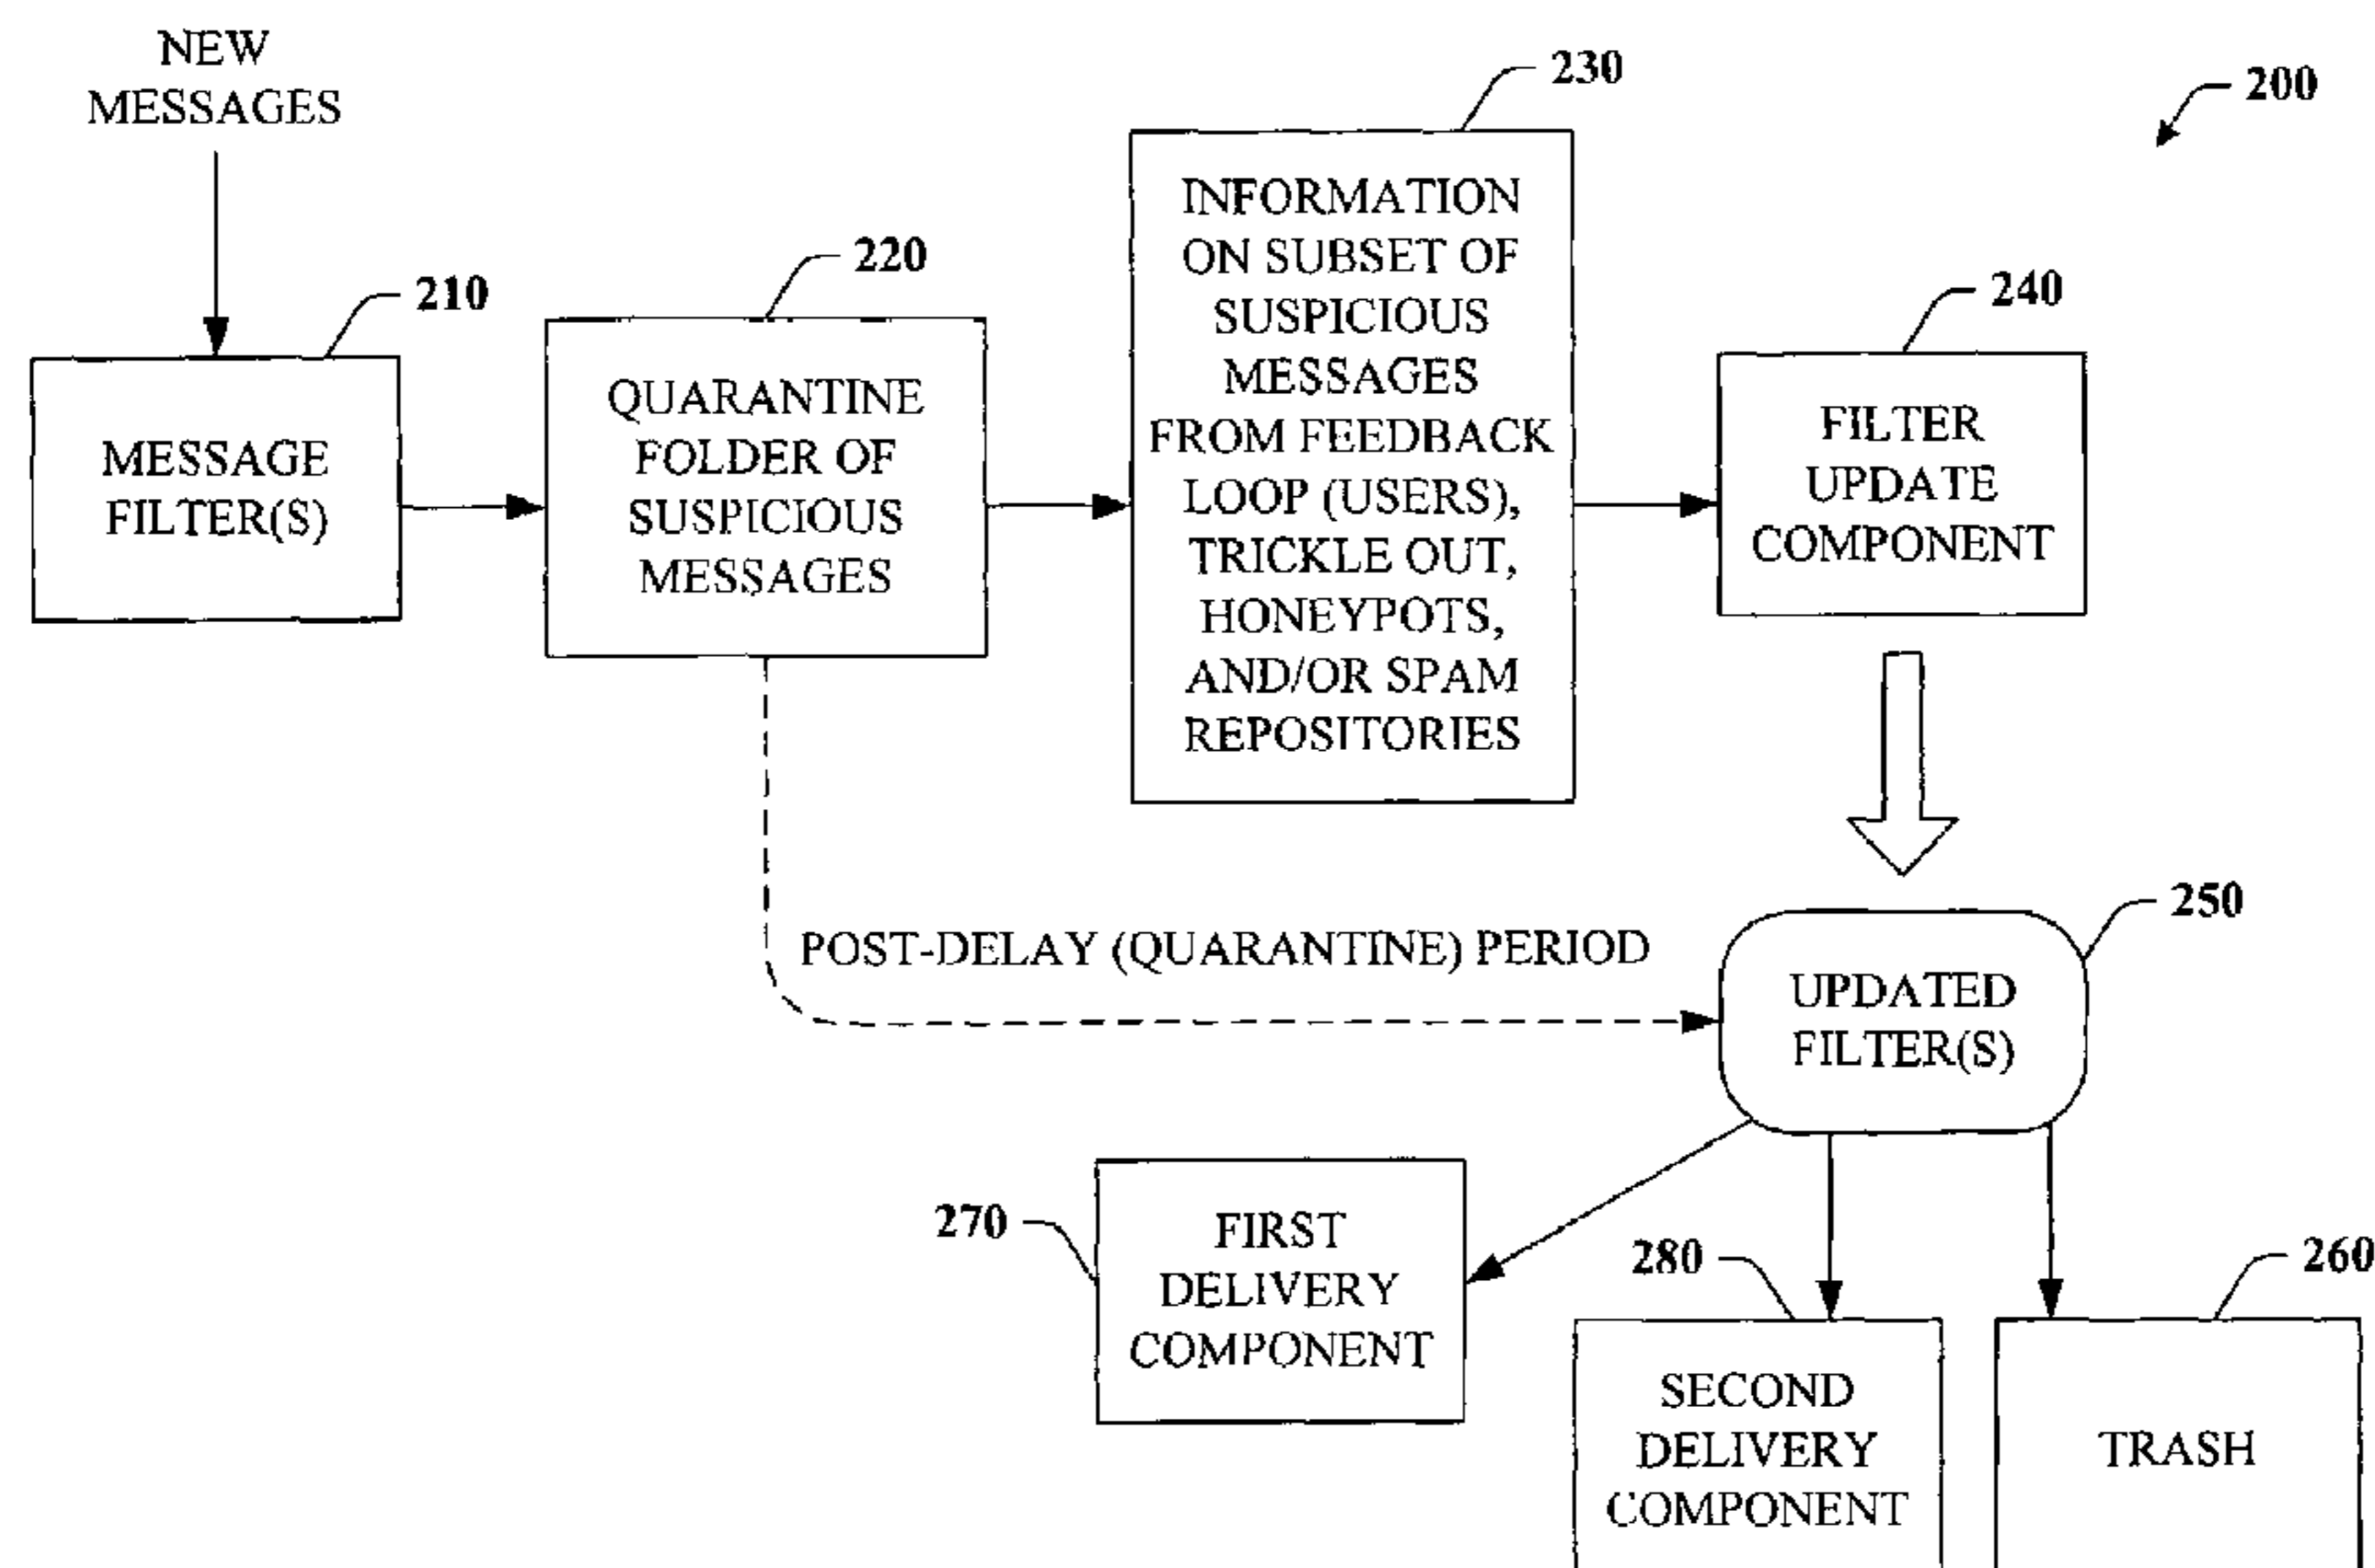 NEW
MESSAGES
230
200
220
210
240
INFORMATION
ON SUBSET OF
SUSPICIOUS
MESSAGES
FROM FEEDBACK
LOOP (USERS),
TRICKLE OUT,
HONEYPOTS,
AND/OR SPAM
REPOSITORIES
QUARANTINE
FOLDER OF
SUSPICIOUS
MESSAGES
MESSAGE
FILTER(S)
FILTER
UPDATE
COMPONENT
250
POST-DELAY (QUARANTINE) PERIOD
UPDATED
FILTER(S)
270
FIRST
DELIVERY
COMPONENT
280
260
SECOND
DELIVERY
COMPONENT
TRASH